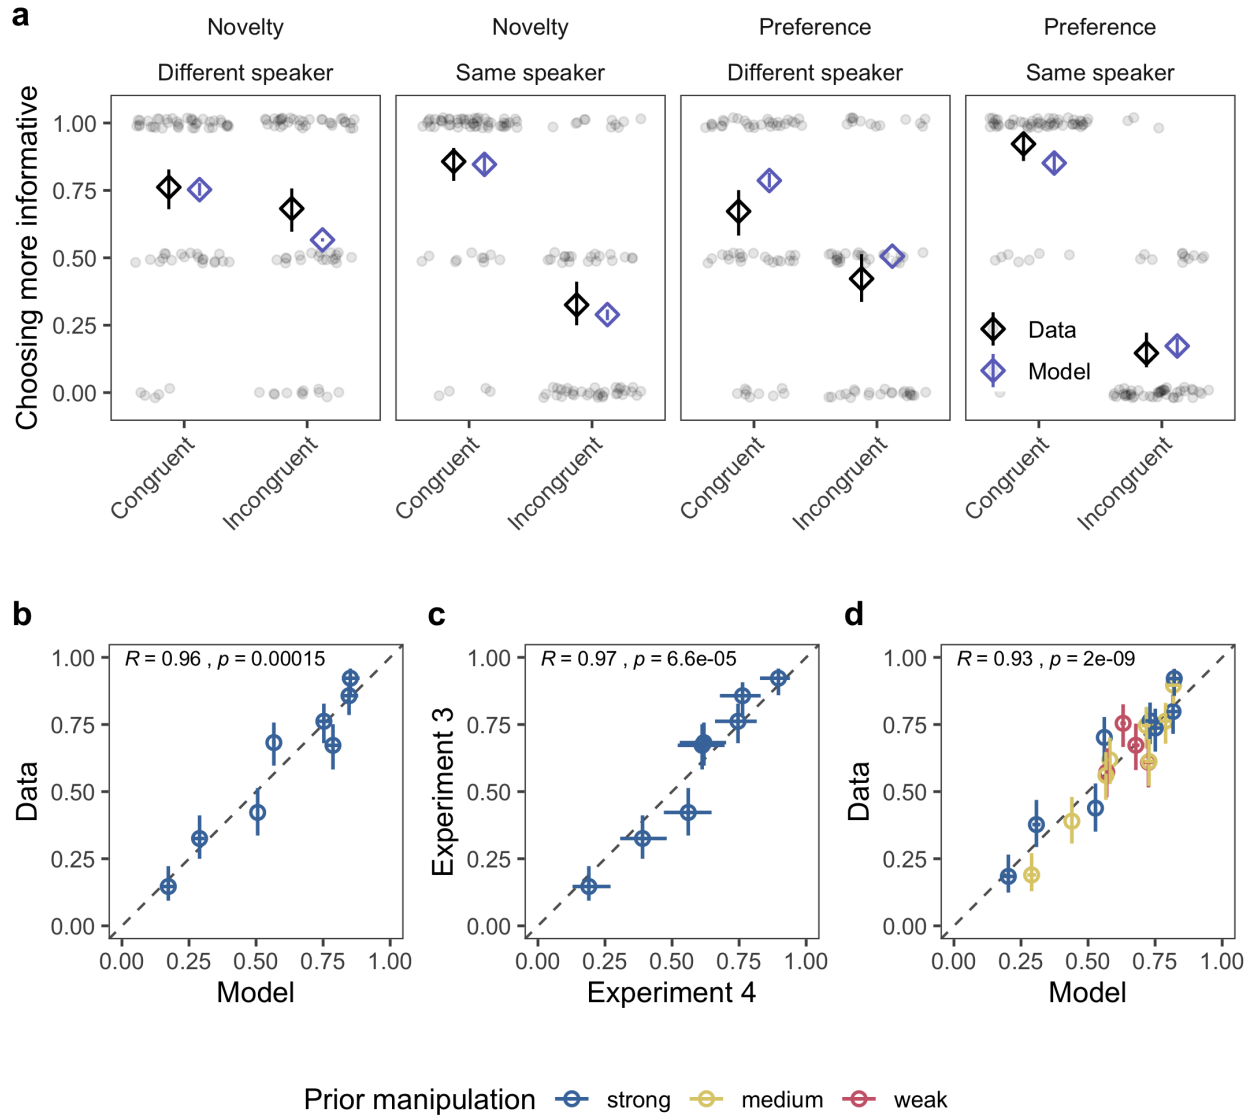 a
Novelty
Novelty
Preference
Preference
Different speaker
Same speaker
Different speaker
Same speaker
Choosing more informative
1.00
0.75
0.50
0.25
0.00
Data
Model
Congruent
Incongruent
Congruent
Incongruent
Congruent
Incongruent
Congruent
Incongruent
b
R = 0.96 , p = 0.00015
Data
1.00
0.75
0.50
0.25
0.00
0.00 0.25 0.50 0.75 1.00
Model
c
R = 0.97 , p = 6.6e-05
Experiment 3
1.00
0.75
0.50
0.25
0.00
0.00 0.25 0.50 0.75 1.00
Experiment 4
d
R = 0.93 , p = 2e-09
Data
1.00
0.75
0.50
0.25
0.00
0.00 0.25 0.50 0.75 1.00
Model
Prior manipulation strong medium weak